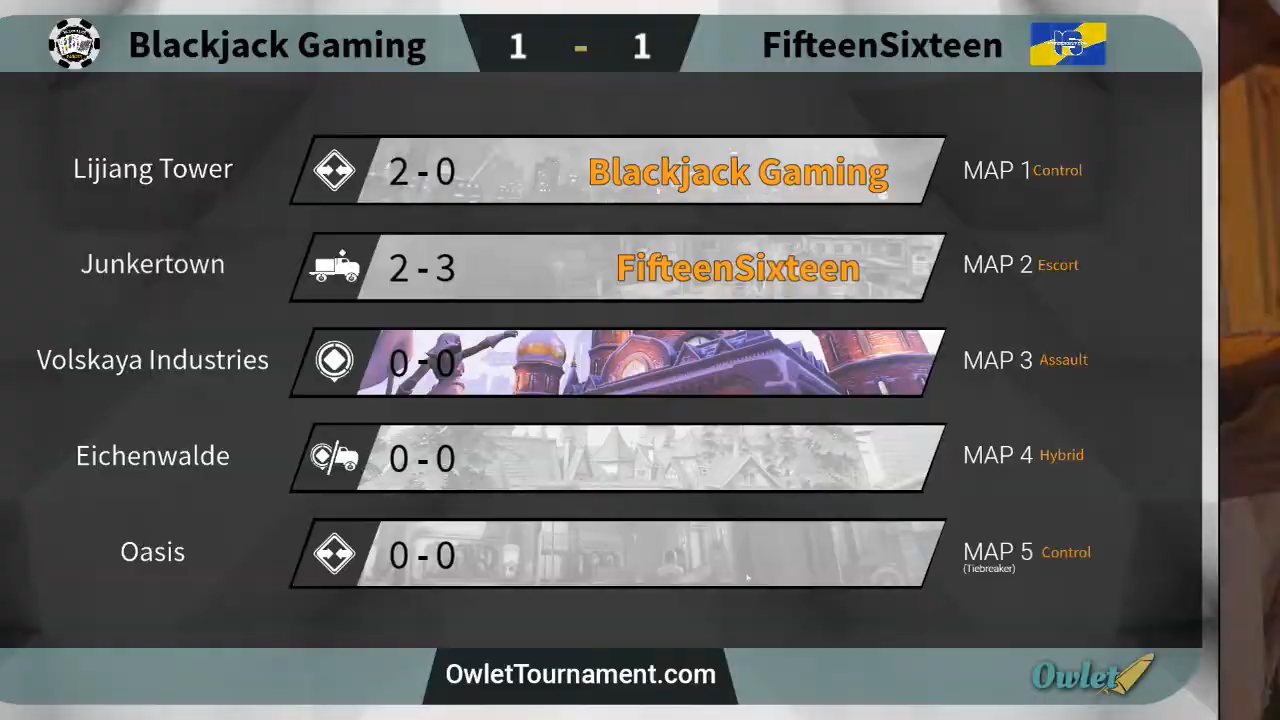 Blackjack Gaming 1 - 1 FifteenSixteen
Lijiang Tower 2 - 0 Blackjack Gaming MAP 1 Control
Junkertown 2 - 3 FifteenSixteen MAP 2 Escort
Volskaya Industries 0 - 0 MAP 3 Assault
Eichenwalde 0 - 0 MAP 4 Hybrid
Oasis 0 - 0 MAP 5 Control
(Tiebreaker)
OwletTournament.com
Owlet